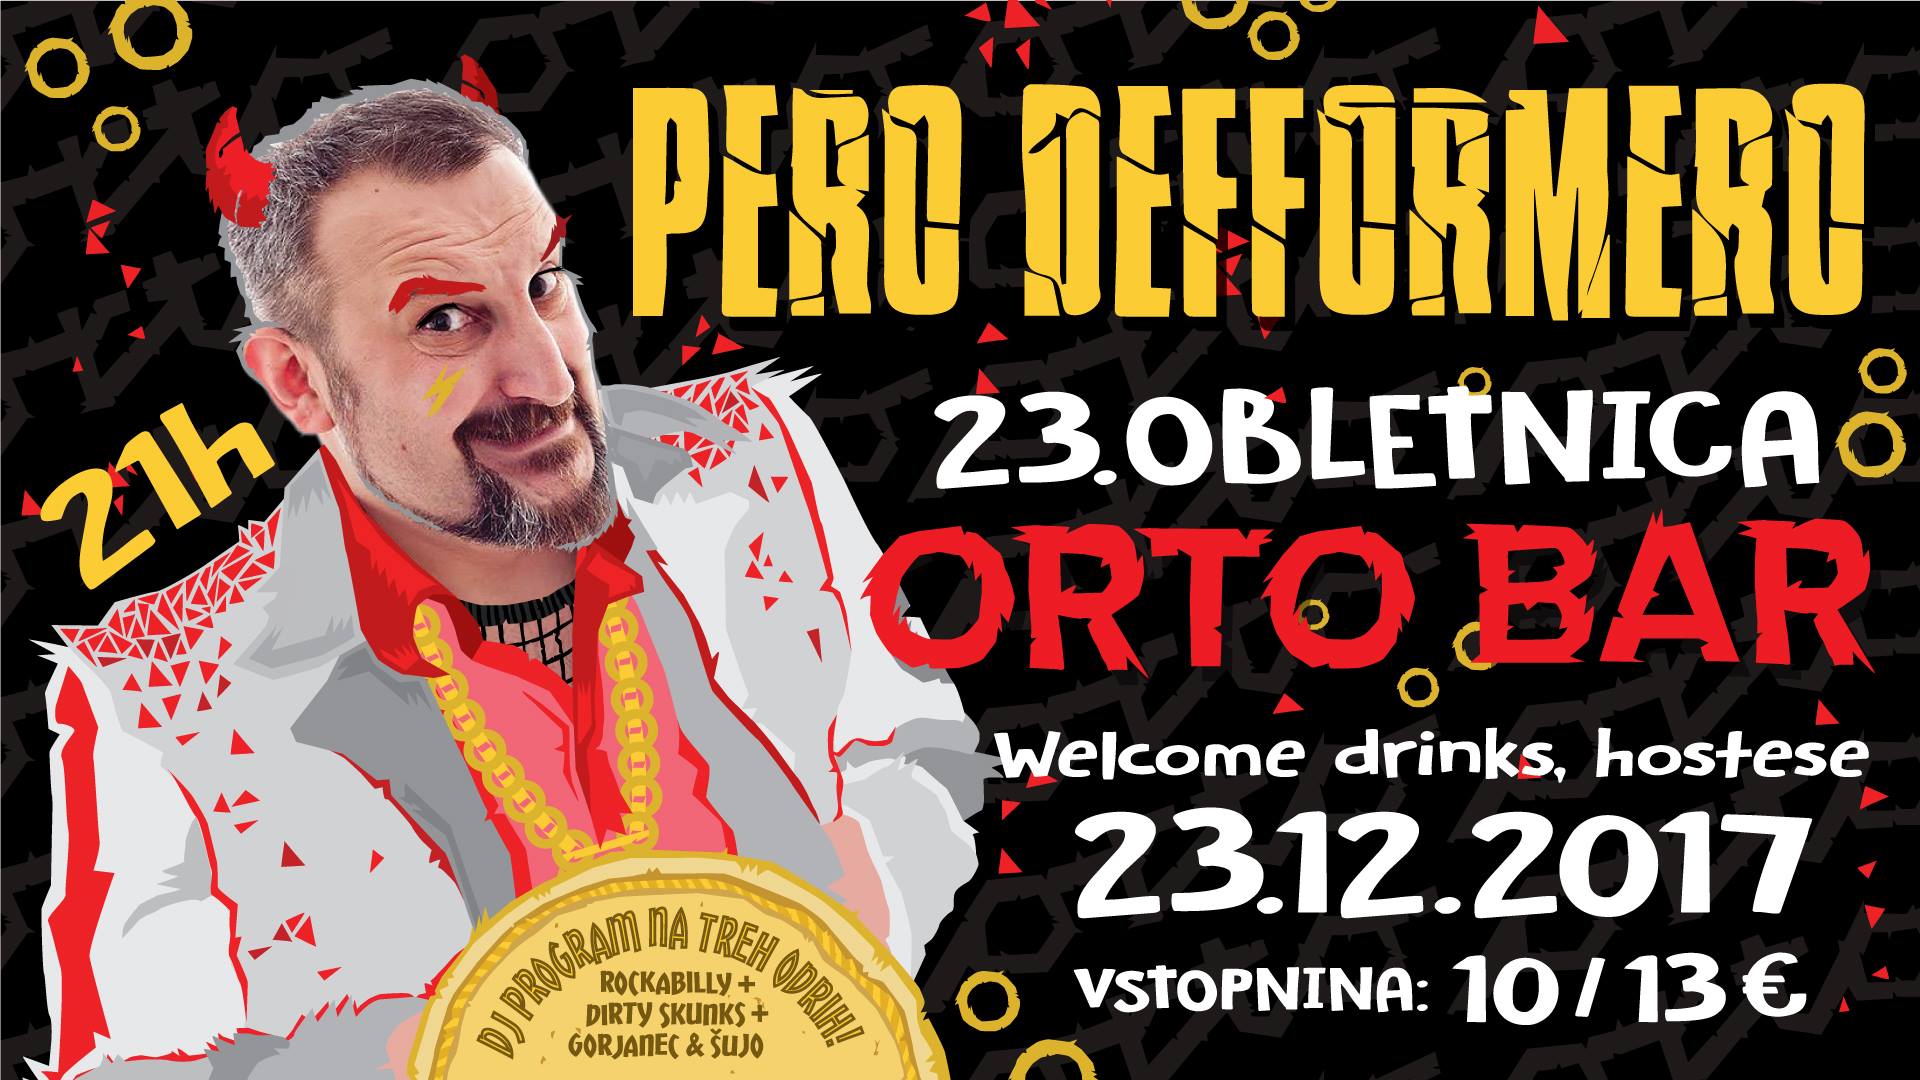 PERO DEFFORMERO
21h
23.OBLETNICA
ORTO BAR
Welcome drinks, hostese
23.12.2017
VSTOPNINA: 10 / 13 €
DJ PROGRAM NA TREH ODRIH!
ROCKABILLY +
DIRTY SKUNKS +
GORJANEC & ŠUJO